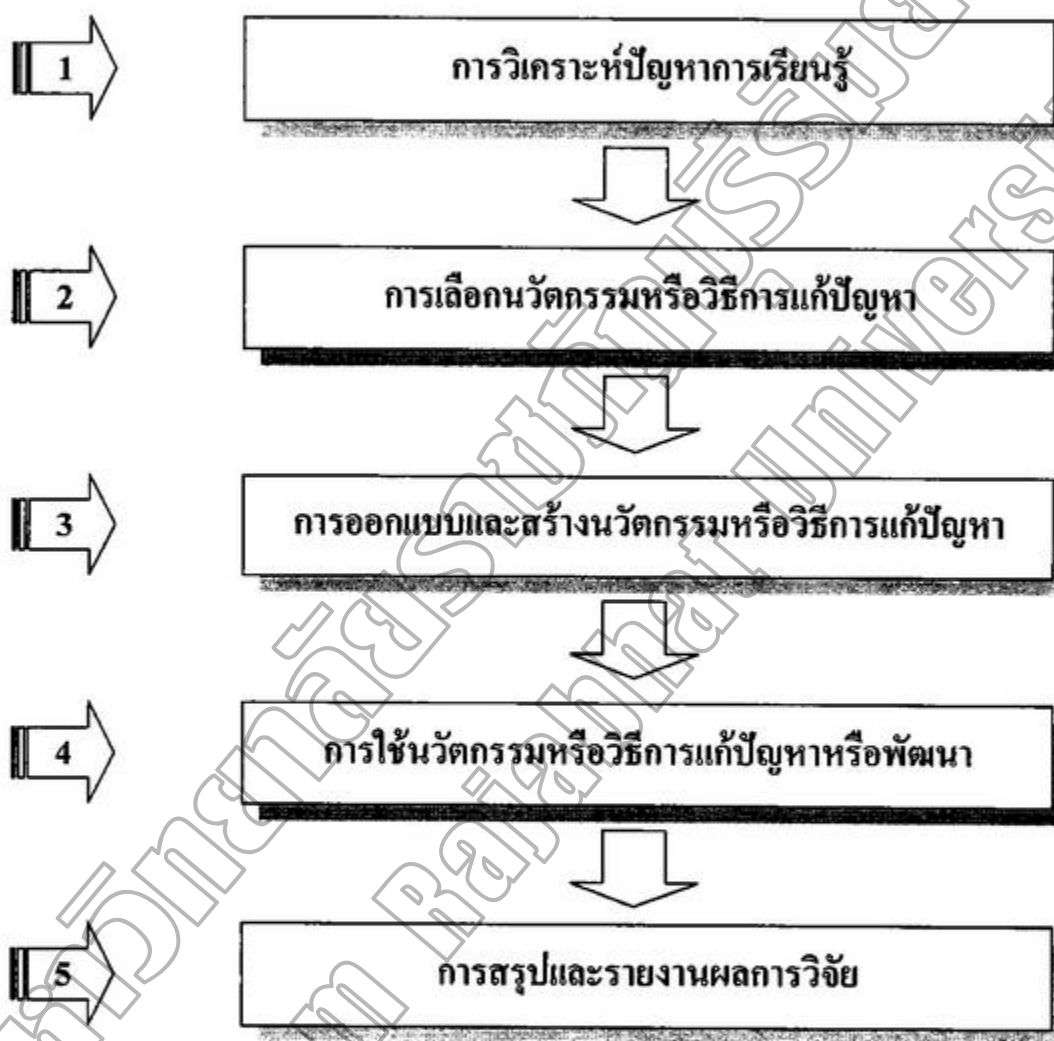 1
การวิเคราะห์ปัญหาการเรียนรู้
2
การเลือกนวัตกรรมหรือวิธีการแก้ปัญหา
3
การออกแบบและสร้างนวัตกรรมหรือวิธีการแก้ปัญหา
4
การใช้นวัตกรรมหรือวิธีการแก้ปัญหาหรือพัฒนา
5
การสรุปและรายงานผลการวิจัย
Rajabhat